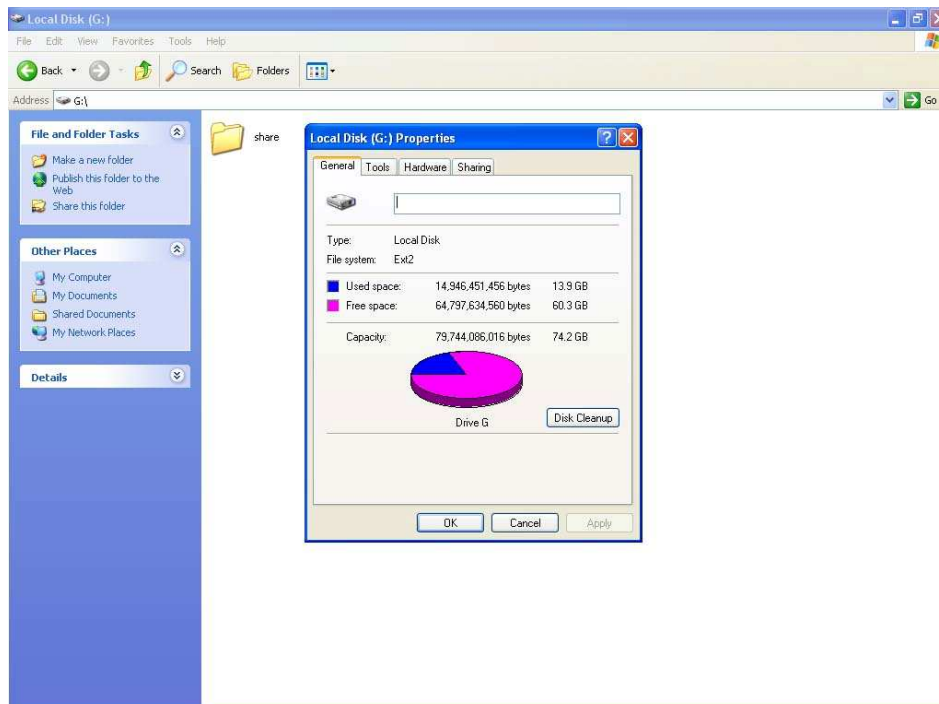 Local Disk (G:)
File Edit View Favorites Tools Help
Back Search Folders
Address G:\ Go
File and Folder Tasks
Make a new folder
Publish this folder to the
Web
Share this folder
Other Places
My Computer
My Documents
Shared Documents
My Network Places
Details
share
Local Disk (G:) Properties
General Tools Hardware Sharing
Type: Local Disk
File system: Ext2
Used space: 14,946,451,456 bytes 13.9 GB
Free space: 64,797,634,560 bytes 60.3 GB
Capacity: 79,744,086,016 bytes 74.2 GB
Drive G
Disk Cleanup
OK Cancel Apply